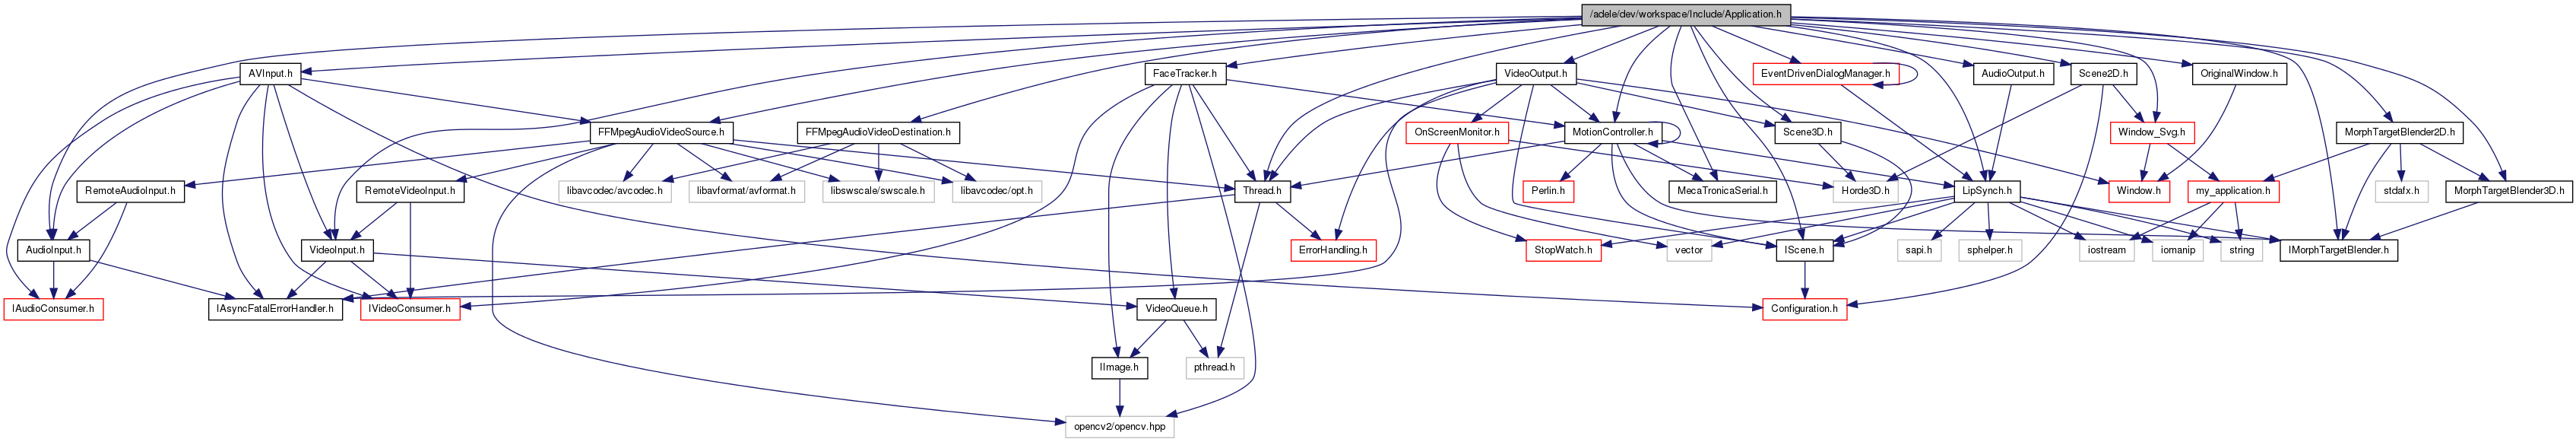 /adele/dev/workspace/Include/Application.h
AVInput.h
FaceTracker.h
VideoOutput.h
EventDrivenDialogManager.h
AudioOutput.h
Scene2D.h
OriginalWindow.h
FFMpegAudioVideoSource.h
FFMpegAudioVideoDestination.h
OnScreenMonitor.h
MotionController.h
Scene3D.h
Window_Svg.h
MorphTargetBlender2D.h
RemoteAudioInput.h
RemoteVideoInput.h
libavcodec/avcodec.h
libavformat/avformat.h
libswscale/swscale.h
libavcodec/opt.h
Thread.h
Perlin.h
MecaTronicaSerial.h
Horde3D.h
LipSynch.h
Window.h
my_application.h
stdafx.h
MorphTargetBlender3D.h
AudioInput.h
VideoInput.h
ErrorHandling.h
StopWatch.h
vector
IScene.h
sapi.h
sphelper.h
iostream
iomanip
string
IMorphTargetBlender.h
IAudioConsumer.h
IAsyncFatalErrorHandler.h
IVideoConsumer.h
VideoQueue.h
Configuration.h
IImage.h
pthread.h
opencv2/opencv.hpp